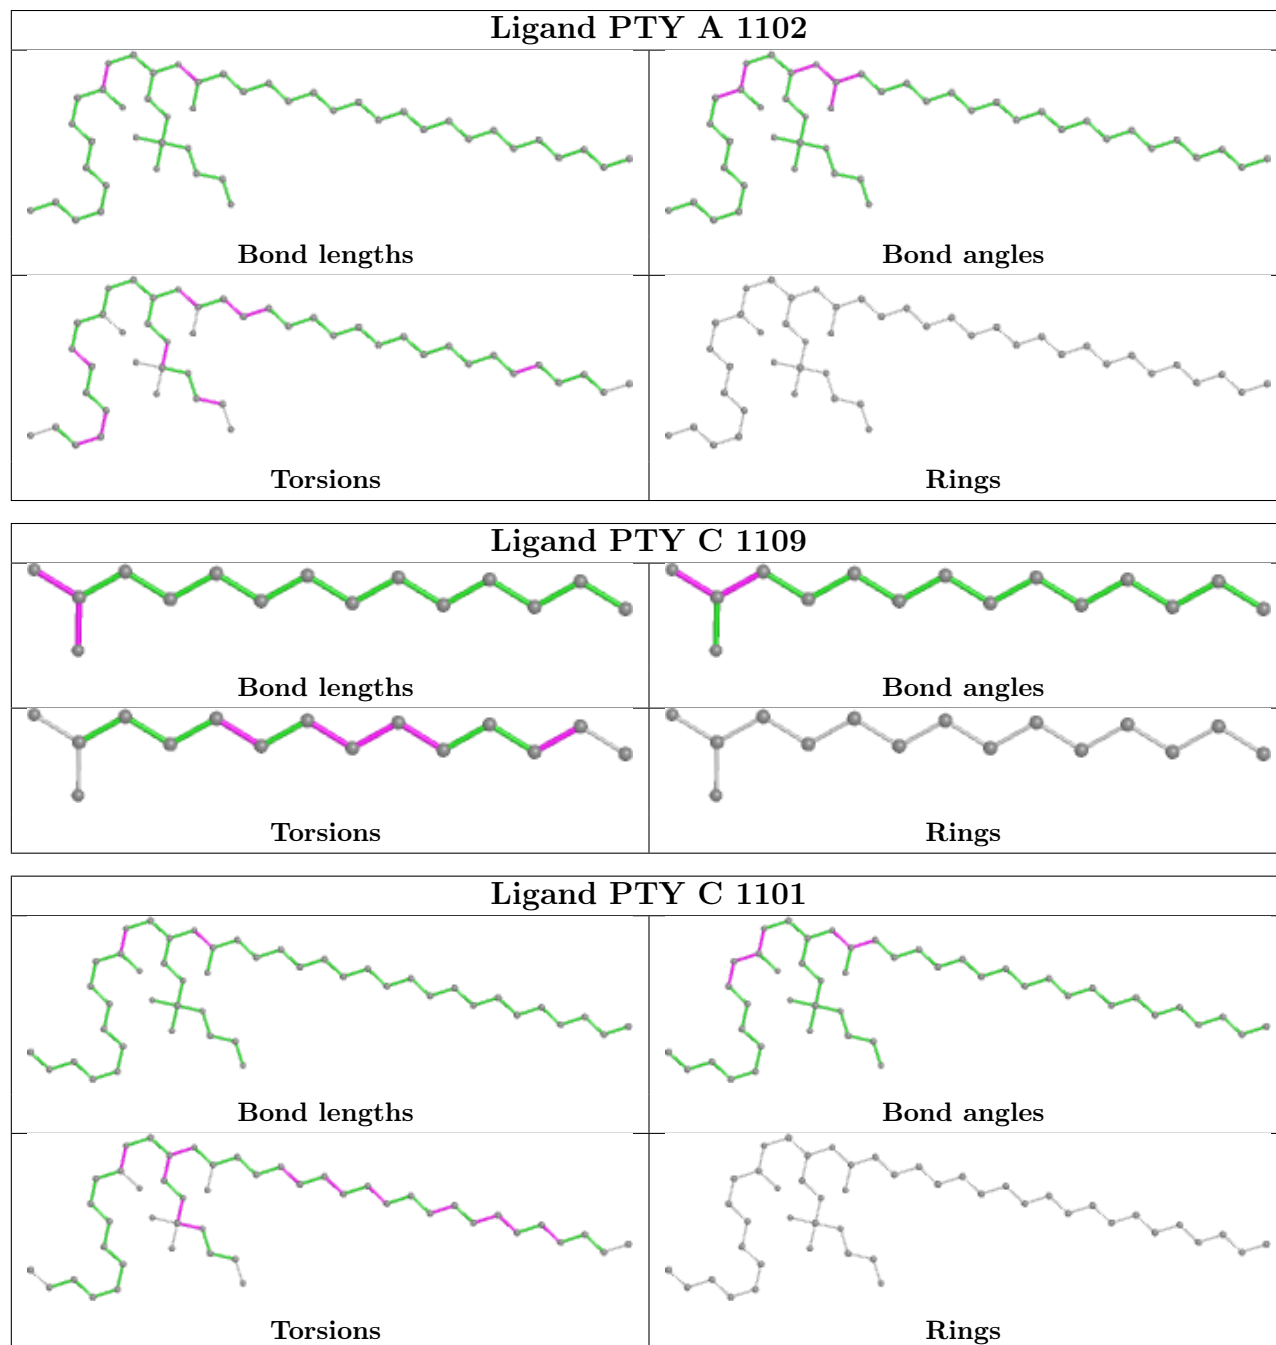 Ligand PTY A 1102
Bond lengths
Bond angles
Torsions
Rings
Ligand PTY C 1109
Bond lengths
Bond angles
Torsions
Rings
Ligand PTY C 1101
Bond lengths
Bond angles
Torsions
Rings